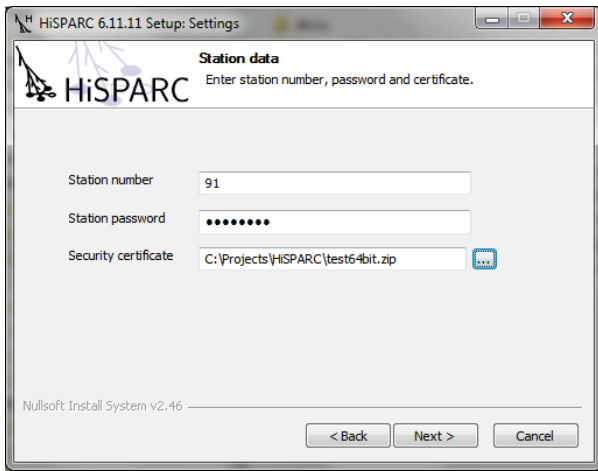 HiSPARC 6.11.11 Setup: Settings
HiSPARC
Station data
Enter station number, password and certificate.
Station number
91
Station password
••••••••
Security certificate
C:\Projects\HiSPARC\test64bit.zip
...
Nullsoft Install System v2.46
< Back
Next >
Cancel